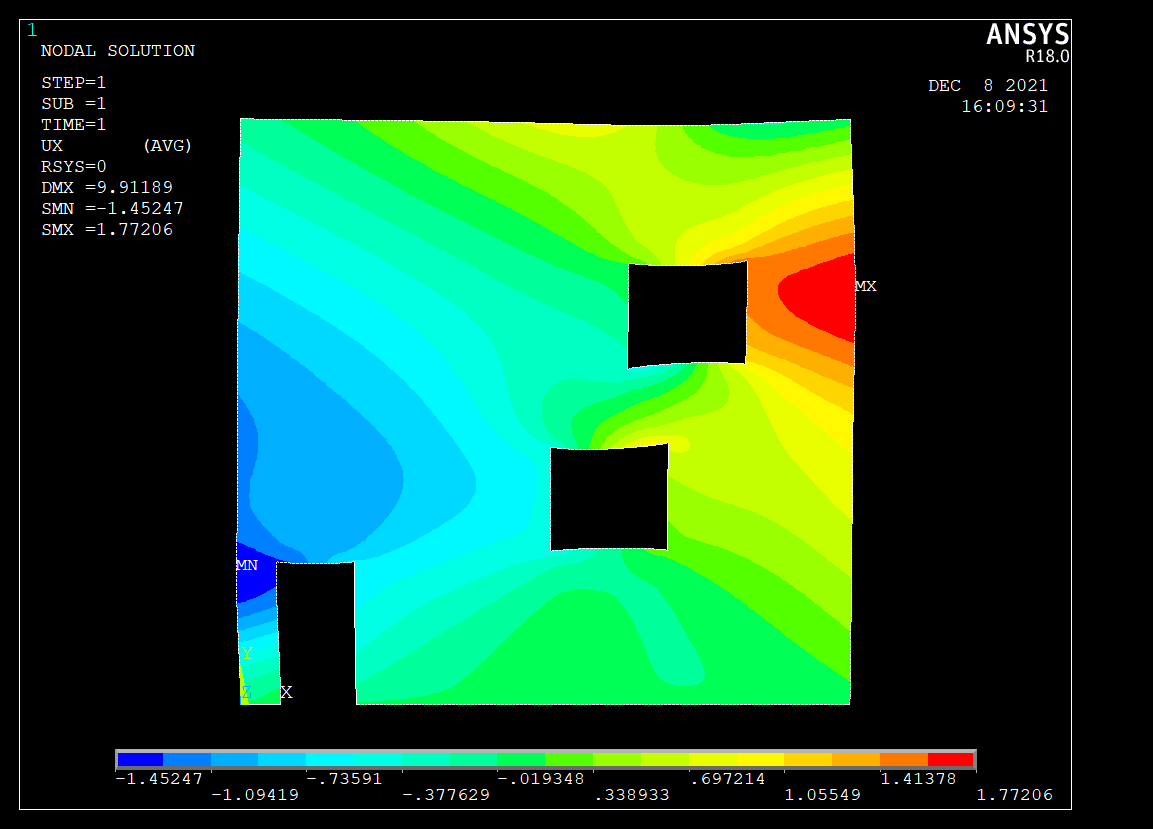 1
ANSYS
R18.0
NODAL SOLUTION
STEP=1
SUB =1
TIME=1
UX (AVG)
RSYS=0
DMX =9.91189
SMN =-1.45247
SMX =1.77206
DEC 8 2021
16:09:31
MX
MN
Y
Z X
-1.45247 -.73591 -.019348 .697214 1.41378
-1.09419 -.377629 .338933 1.05549 1.77206